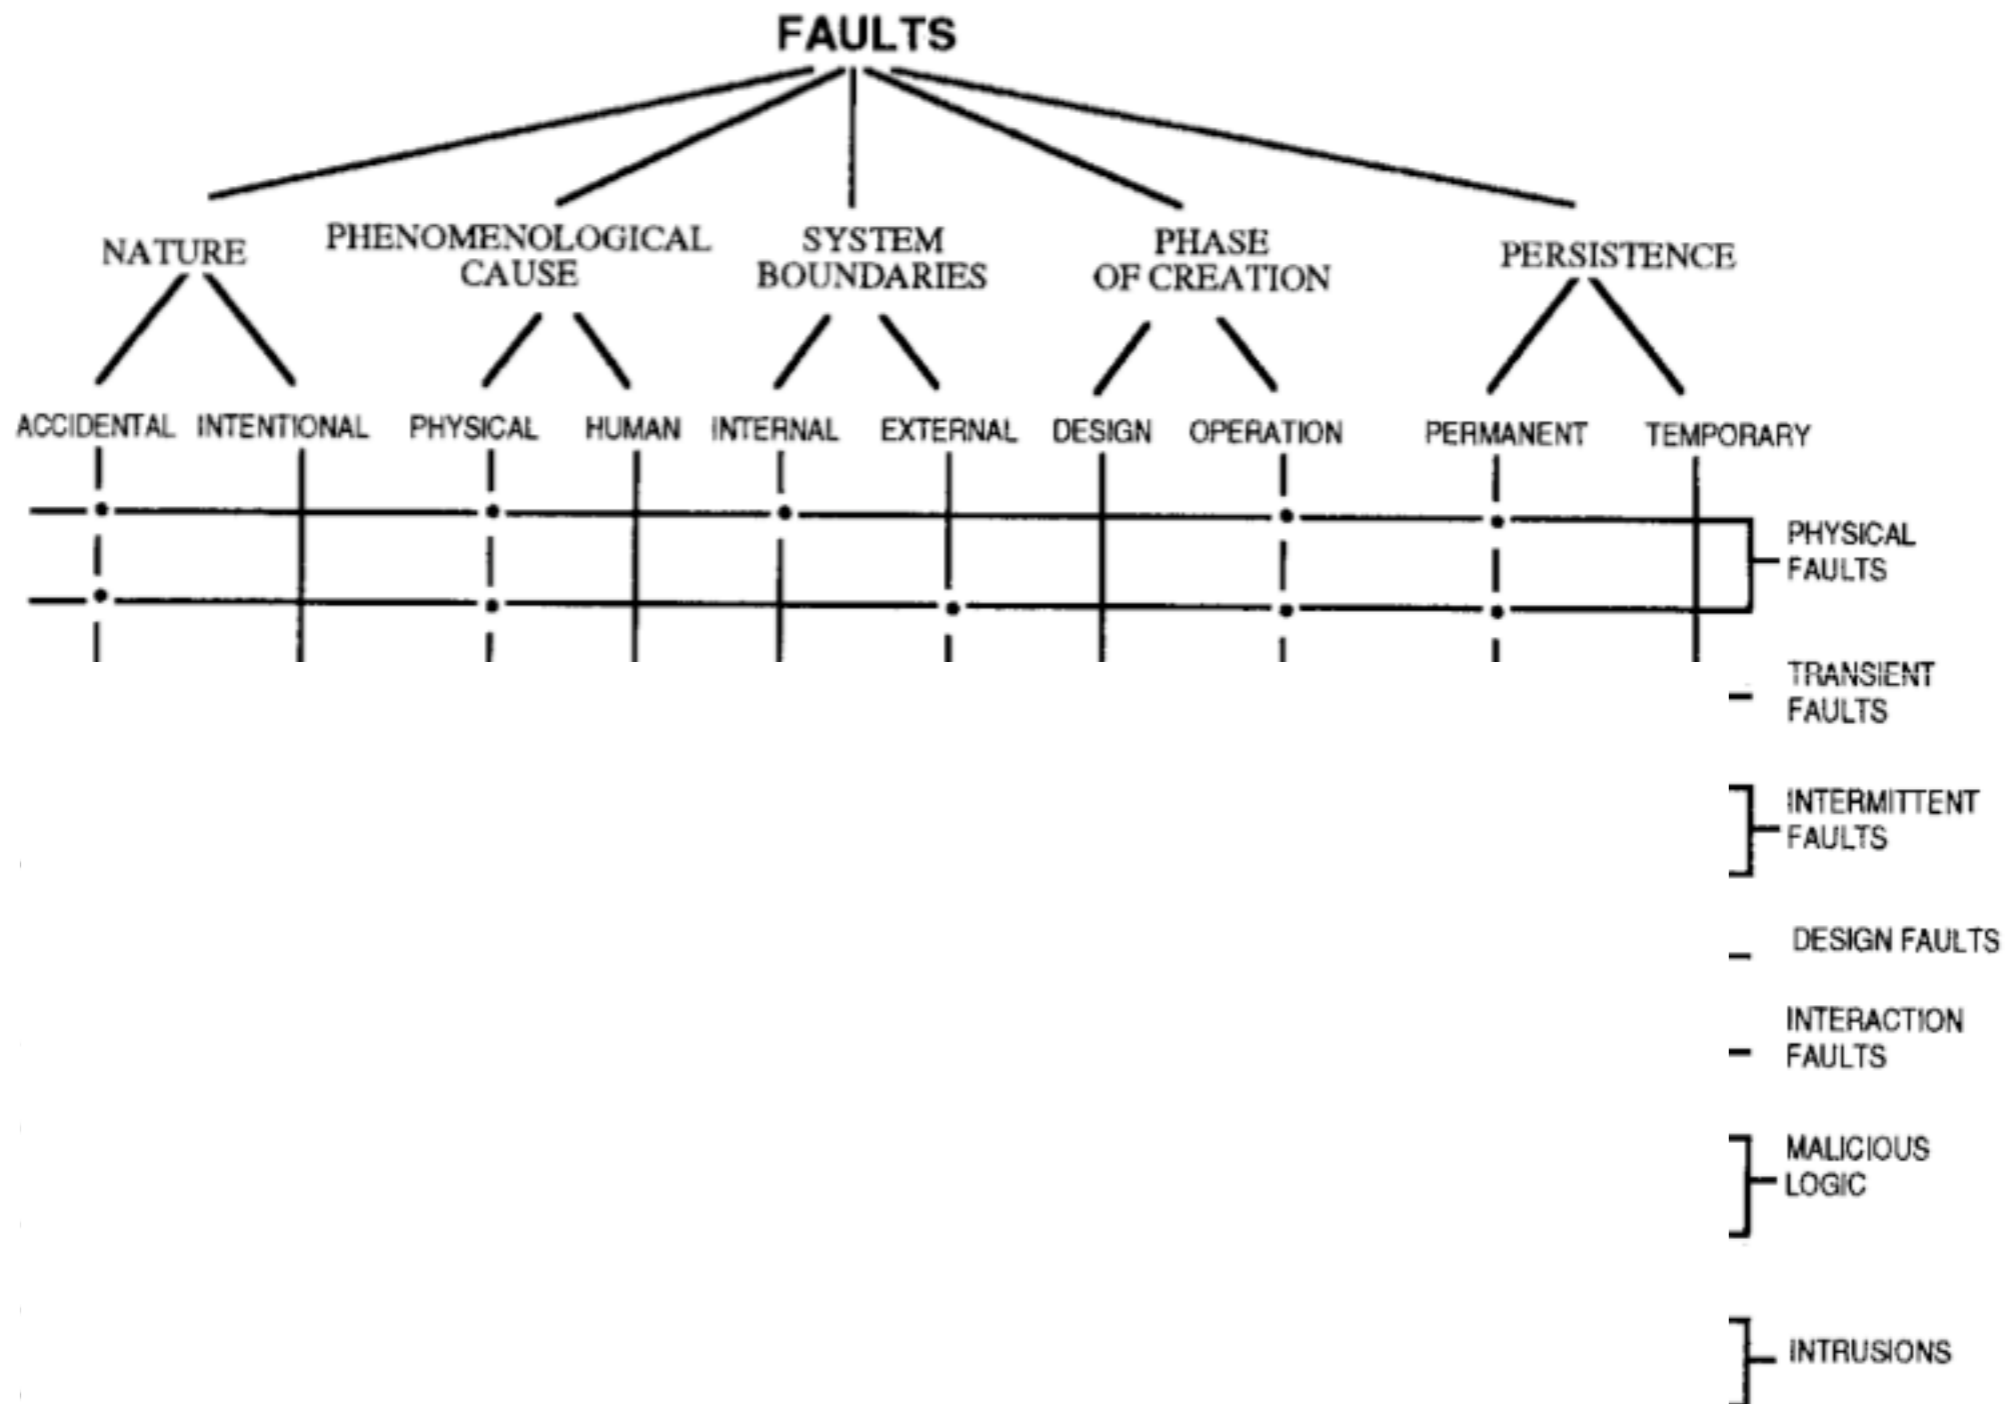 FAULTS
NATURE
PHENOMENOLOGICAL
CAUSE
SYSTEM
BOUNDARIES
PHASE
OF CREATION
PERSISTENCE
ACCIDENTAL
INTENTIONAL
PHYSICAL
HUMAN
INTERNAL
EXTERNAL
DESIGN
OPERATION
PERMANENT
TEMPORARY
PHYSICAL
FAULTS
TRANSIENT
FAULTS
INTERMITTENT
FAULTS
DESIGN FAULTS
INTERACTION
FAULTS
MALICIOUS
LOGIC
INTRUSIONS